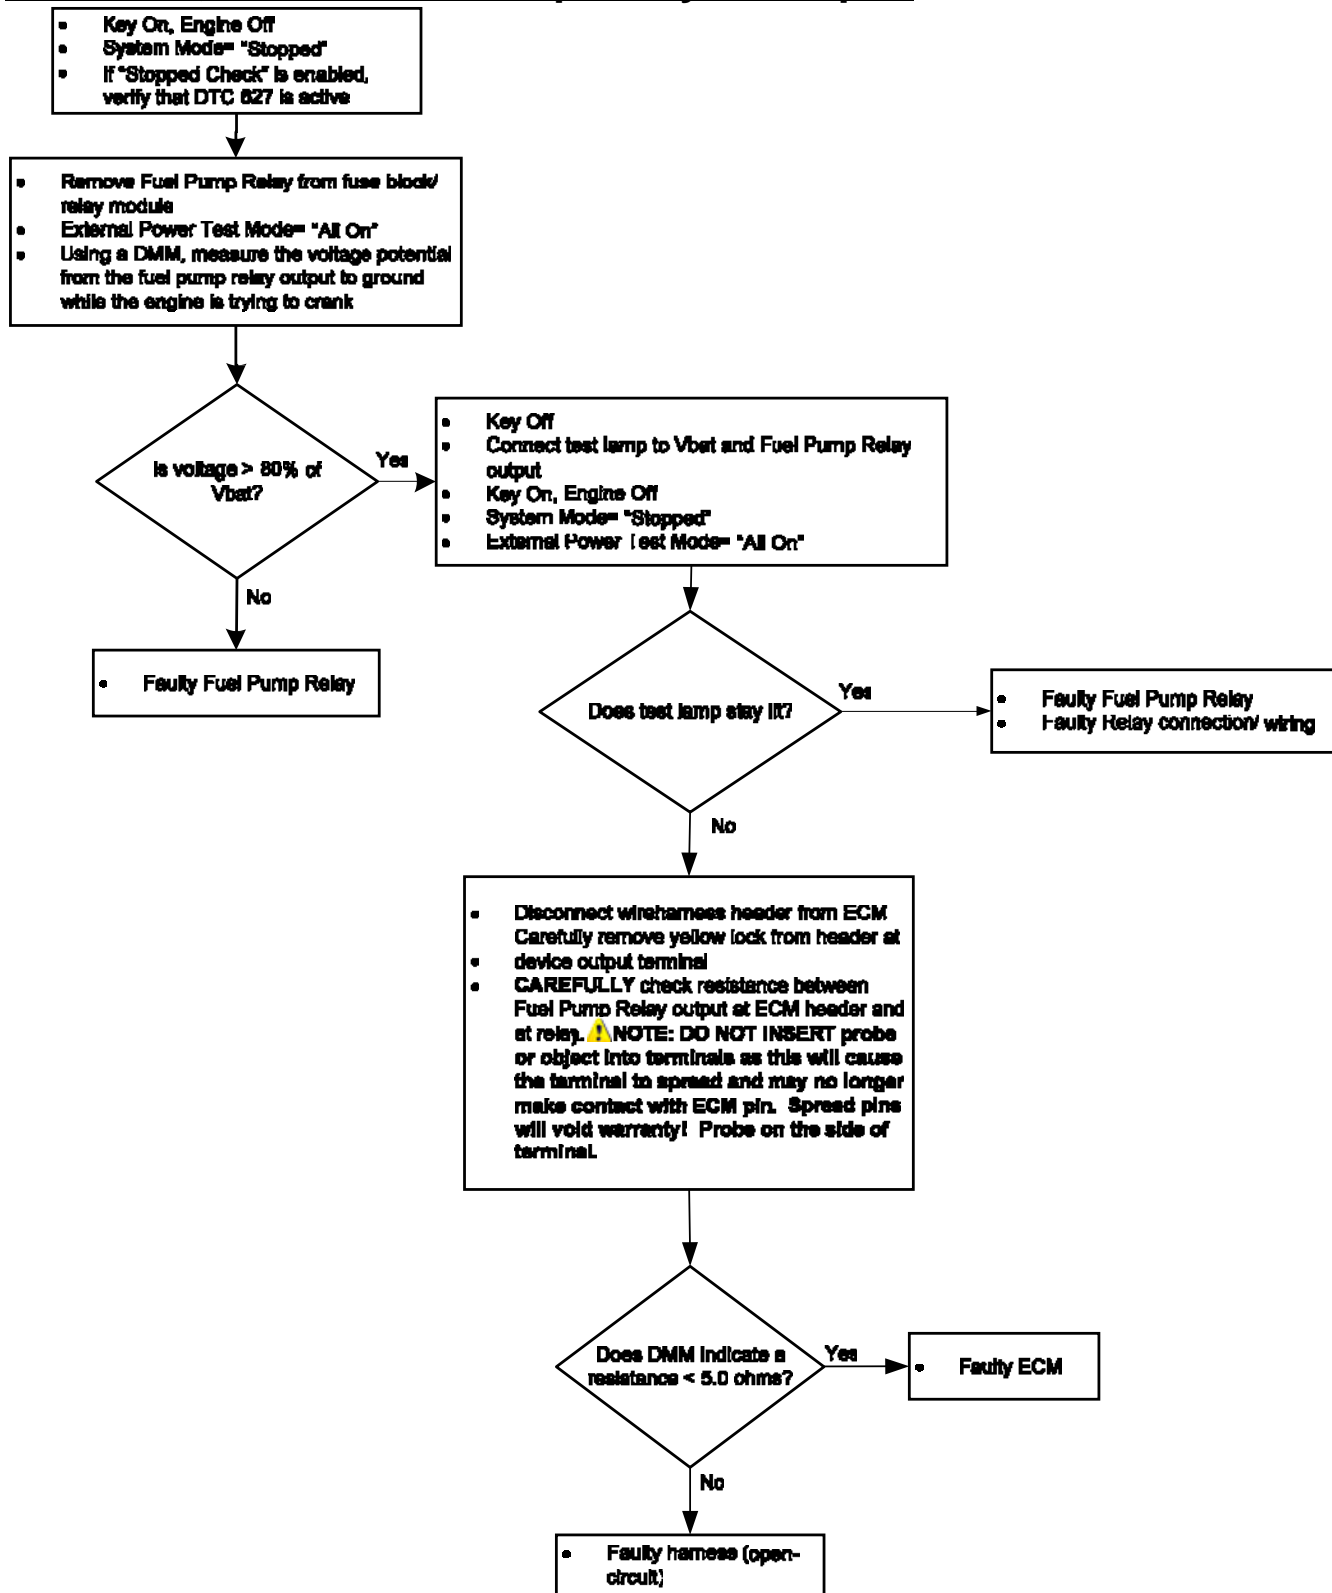 • Key On, Engine Off
• System Mode= "Stopped"
• If "Stopped Check" is enabled,
verify that DTC 627 is active
• Remove Fuel Pump Relay from fuse block/
relay module
• External Power Test Mode= "All On"
• Using a DMM, measure the voltage potential
from the fuel pump relay output to ground
while the engine is trying to crank
Is voltage > 80% of
Vbat?
Yes
No
• Faulty Fuel Pump Relay
• Key Off
• Connect test lamp to Vbat and Fuel Pump Relay
output
• Key On, Engine Off
• System Mode= "Stopped"
• External Power Test Mode= "All On"
Does test lamp stay lit?
Yes
• Faulty Fuel Pump Relay
• Faulty Relay connection/ wiring
No
• Disconnect wireharness header from ECM
Carefully remove yellow lock from header at
• device output terminal
• CAREFULLY check resistance between
Fuel Pump Relay output at ECM header and
at relay. NOTE: DO NOT INSERT probe
or object into terminals as this will cause
the terminal to spread and may no longer
make contact with ECM pin. Spread pins
will void warranty! Probe on the side of
terminal.
Does DMM indicate a
resistance < 5.0 ohms?
Yes
• Faulty ECM
No
• Faulty harness (open-
circuit)